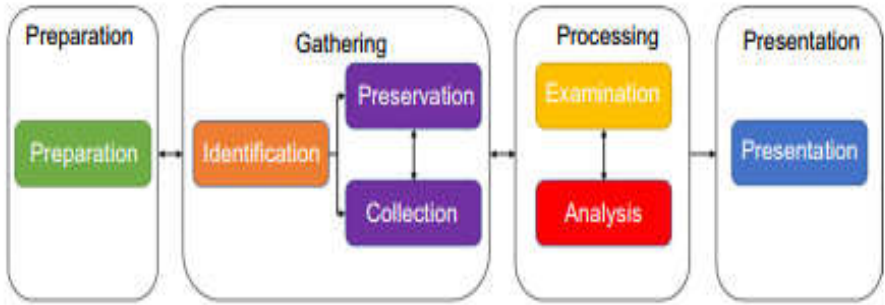 Preparation
Preparation
Gathering
Identification
Preservation
Collection
Processing
Examination
Analysis
Presentation
Presentation